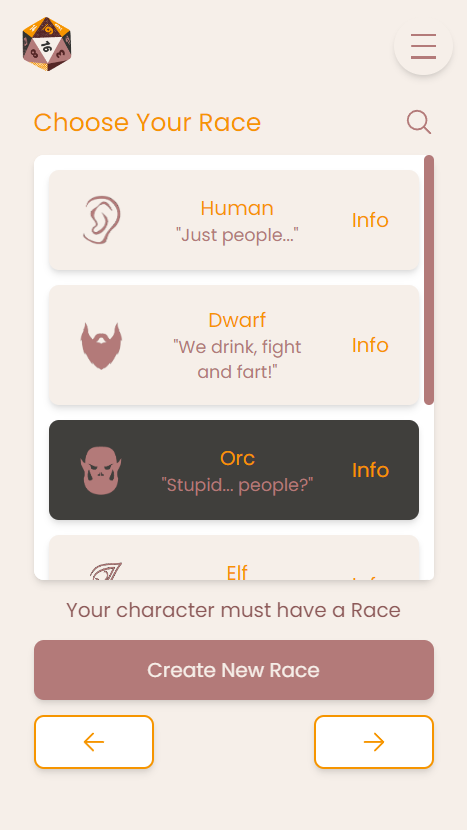 16
Choose Your Race
Human
"Just people..."
Info
Dwarf
"We drink, fight
and fart!"
Info
Orc
"Stupid... people?"
Info
Elf
Your character must have a Race
Create New Race